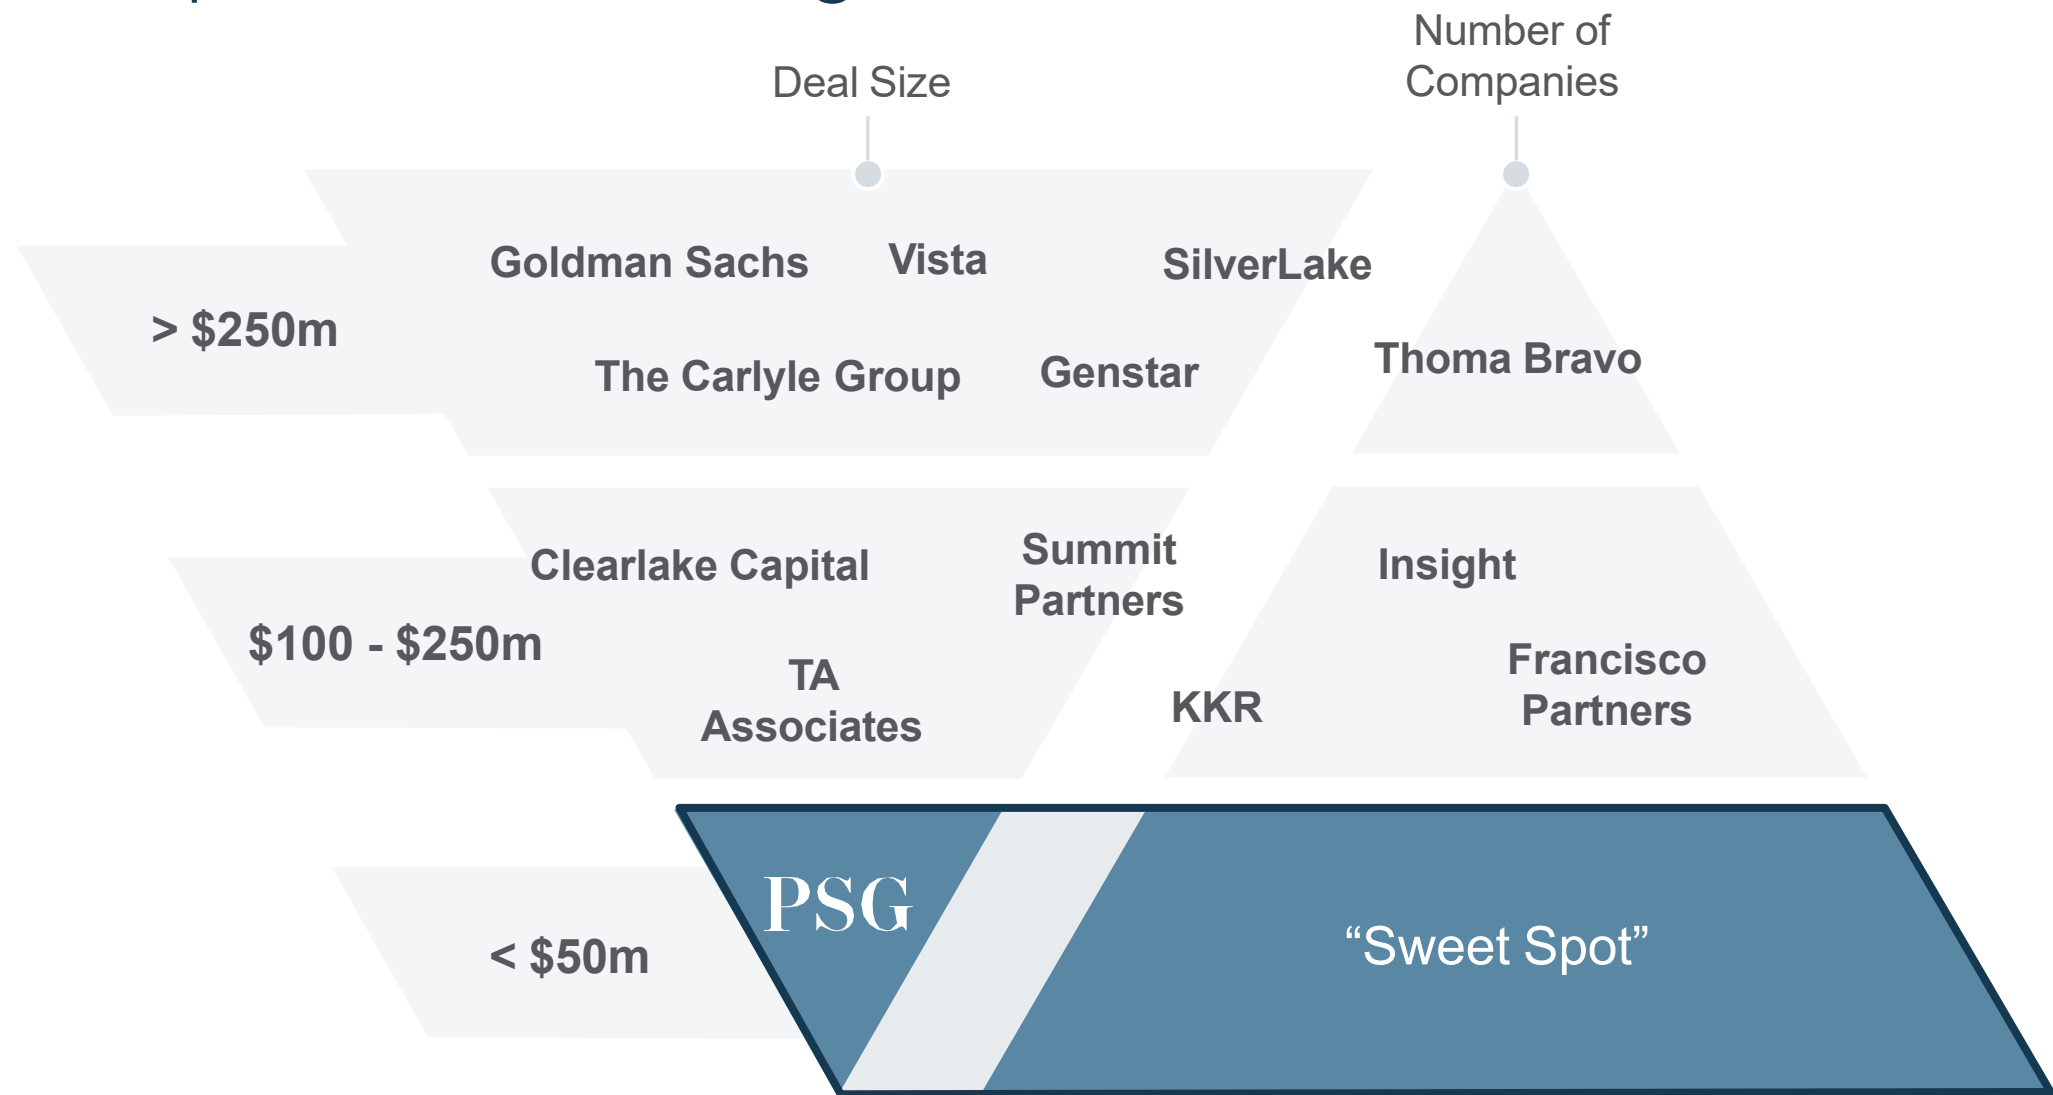 Number of
Companies
Deal Size
Goldman Sachs
Vista
SilverLake
> $250m
The Carlyle Group
Genstar
Thoma Bravo
Clearlake Capital
Summit
Partners
Insight
$100 - $250m
TA
Associates
KKR
Francisco
Partners
PSG
< $50m
“Sweet Spot”